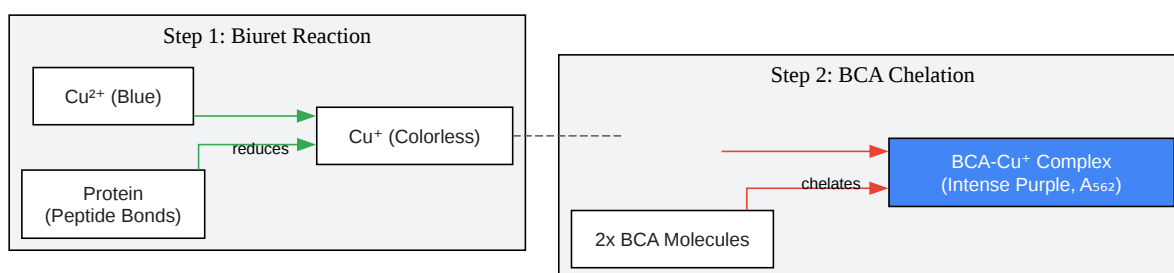 Step 1: Biuret Reaction
Cu²⁺ (Blue)
Cu⁺ (Colorless)
reduces
Protein
(Peptide Bonds)
Step 2: BCA Chelation
BCA-Cu⁺ Complex
(Intense Purple, A₅₆₂)
chelates
2x BCA Molecules